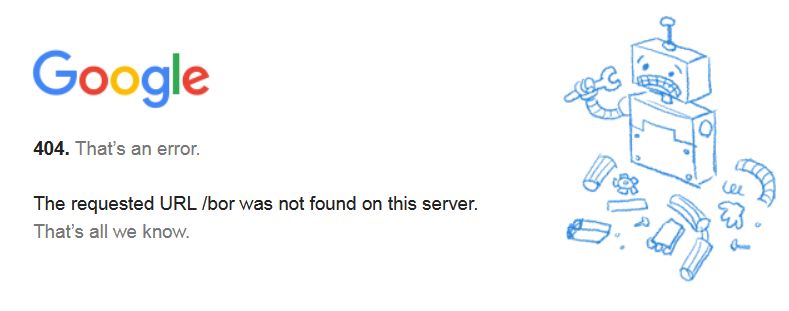 Google
404. That's an error.
The requested URL /bor was not found on this server.
That's all we know.